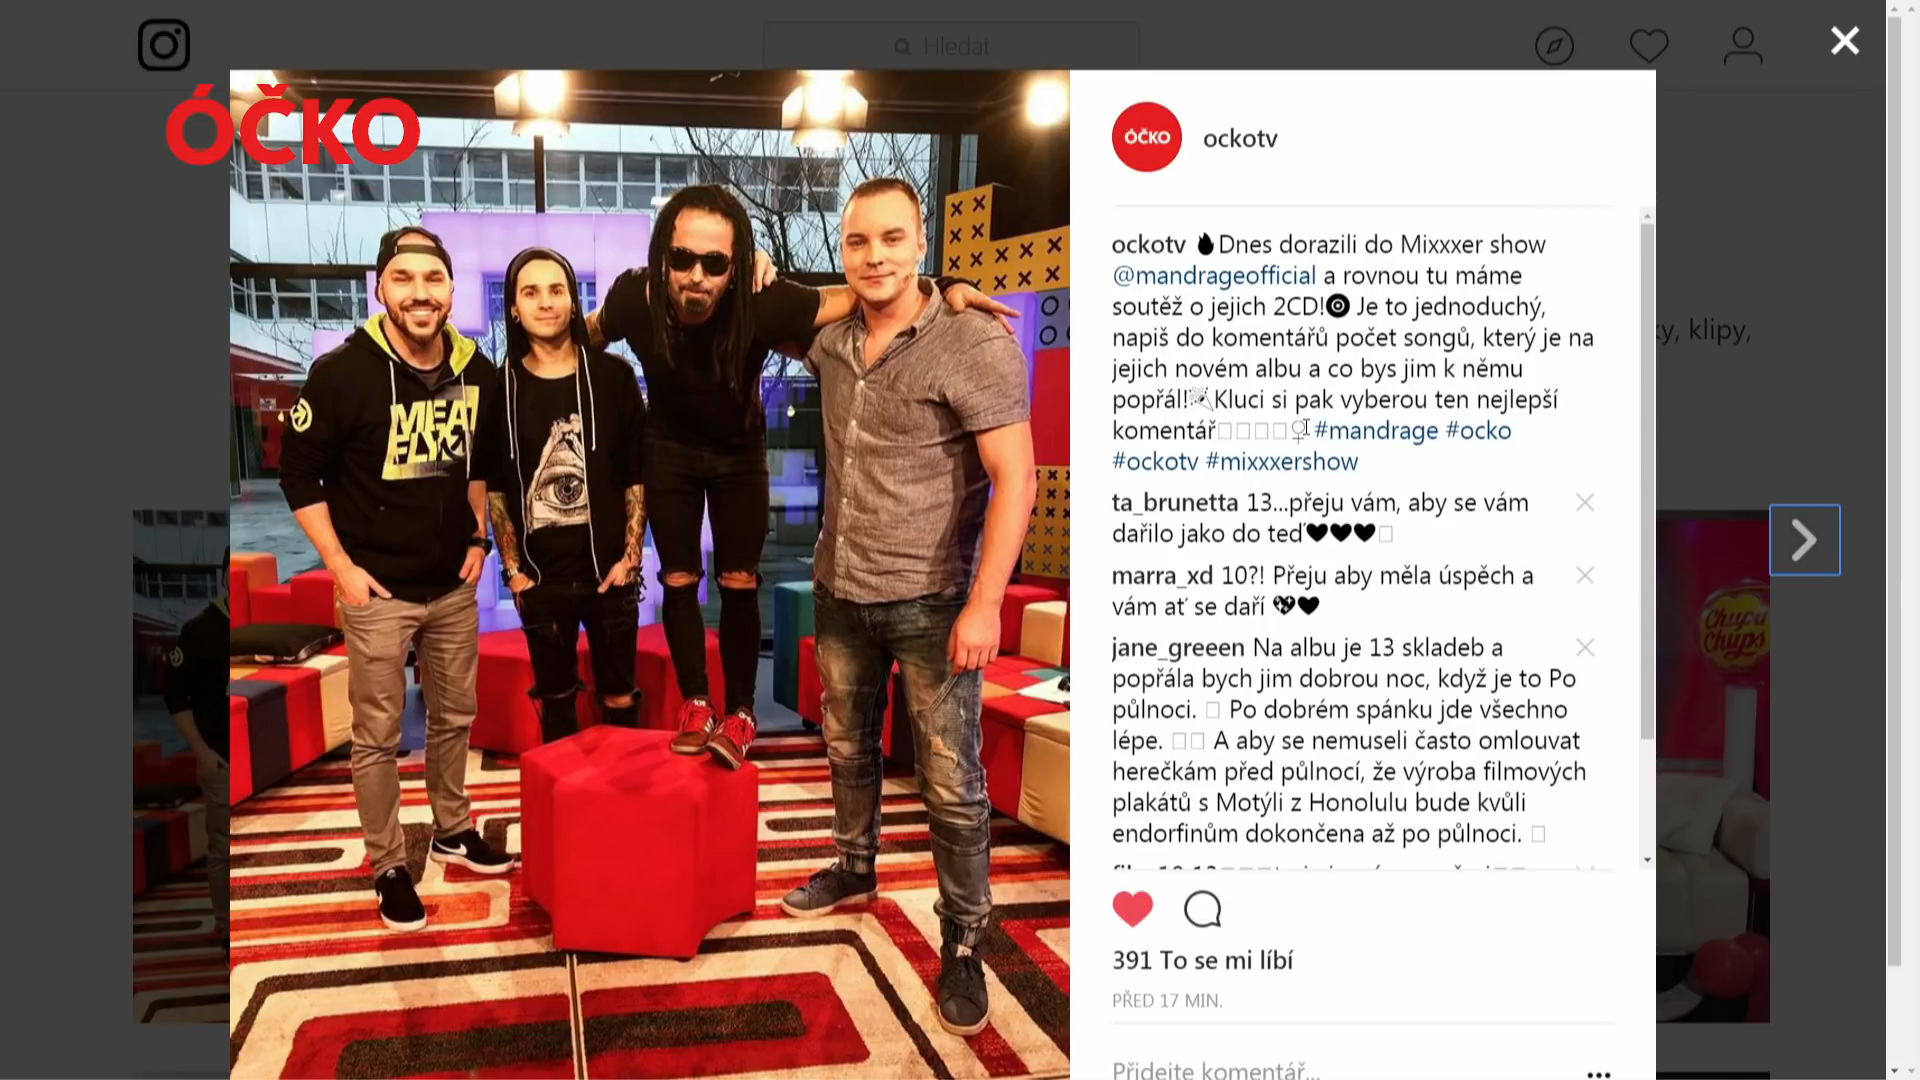 Hledat
ÓČKO
ÓČKO
ockotv
ockotv Dnes dorazili do Mixxxer show
@mandrageofficial a rovnou tu máme
soutěž o jejich 2CD! Je to jednoduchý,
napiš do komentářů počet songů, který je na
jejich novém albu a co bys jim k němu
popřál! Kluci si pak vyberou ten nejlepší
komentář #mandrage #ocko
#ockotv #mixxxershow
ta_brunetta 13...přeju vám, aby se vám
dařilo jako do teď
marra_xd 10?! Přeju aby měla úspěch a
vám ať se daří
jane_greeen Na albu je 13 skladeb a
popřála bych jim dobrou noc, když je to Po
půlnoci. Po dobrém spánku jde všechno
lépe. A aby se nemuseli často omlouvat
herečkám před půlnocí, že výroba filmových
plakátů s Motýli z Honolulu bude kvůli
endorfinům dokončena až po půlnoci.
391 To se mi líbí
PŘED 17 MIN.
Přidejte komentář...
klipy,
MEAT
FLY
Chupa
Chups